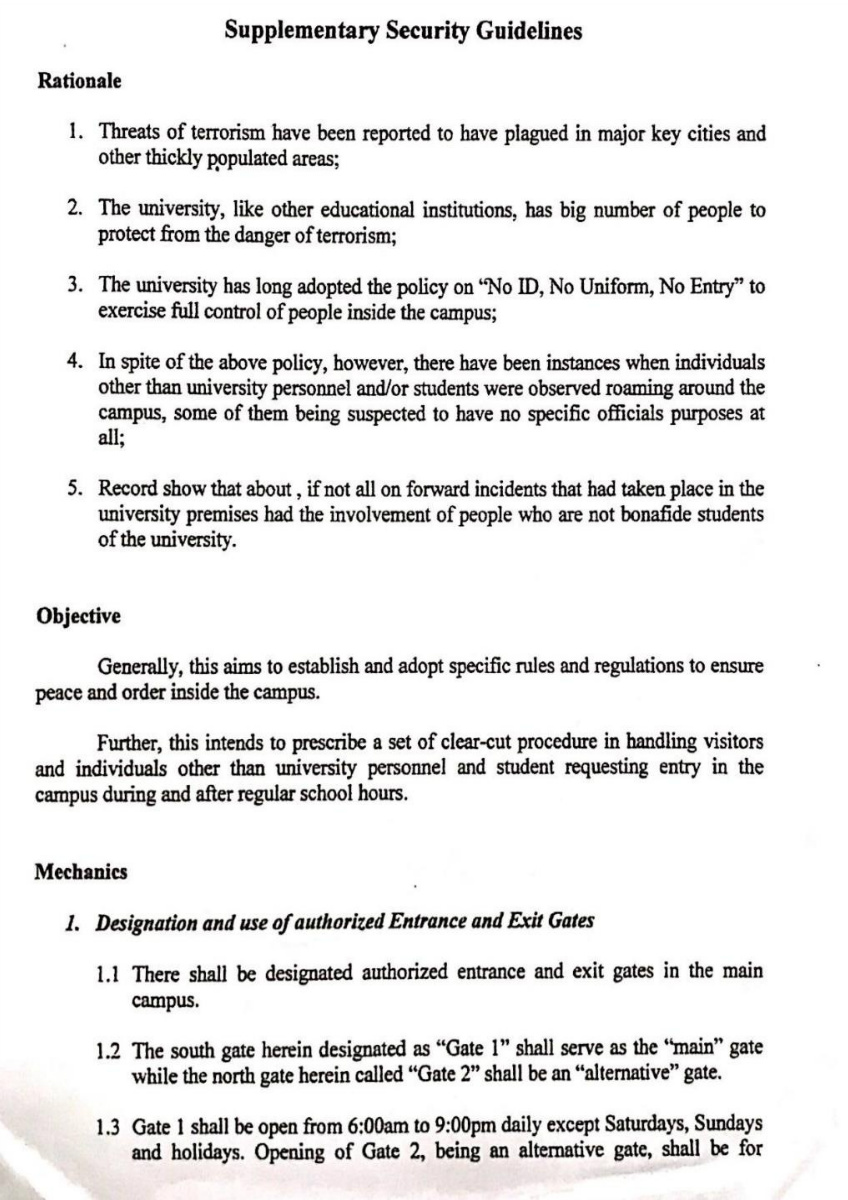 Supplementary Security Guidelines
Rationale
1. Threats of terrorism have been reported to have plagued in major key cities and
other thickly populated areas;
2. The university, like other educational institutions, has big number of people to
protect from the danger of terrorism;
3. The university has long adopted the policy on “No ID, No Uniform, No Entry” to
exercise full control of people inside the campus;
4. In spite of the above policy, however, there have been instances when individuals
other than university personnel and/or students were observed roaming around the
campus, some of them being suspected to have no specific officials purposes at
all;
5. Record show that about , if not all on forward incidents that had taken place in the
university premises had the involvement of people who are not bonafide students
of the university.
Objective
Generally, this aims to establish and adopt specific rules and regulations to ensure
peace and order inside the campus.
Further, this intends to prescribe a set of clear-cut procedure in handling visitors
and individuals other than university personnel and student requesting entry in the
campus during and after regular school hours.
Mechanics
1. Designation and use of authorized Entrance and Exit Gates
1.1 There shall be designated authorized entrance and exit gates in the main
campus.
1.2 The south gate herein designated as “Gate 1” shall serve as the “main” gate
while the north gate herein called “Gate 2” shall be an “alternative” gate.
1.3 Gate 1 shall be open from 6:00am to 9:00pm daily except Saturdays, Sundays
and holidays. Opening of Gate 2, being an alternative gate, shall be for